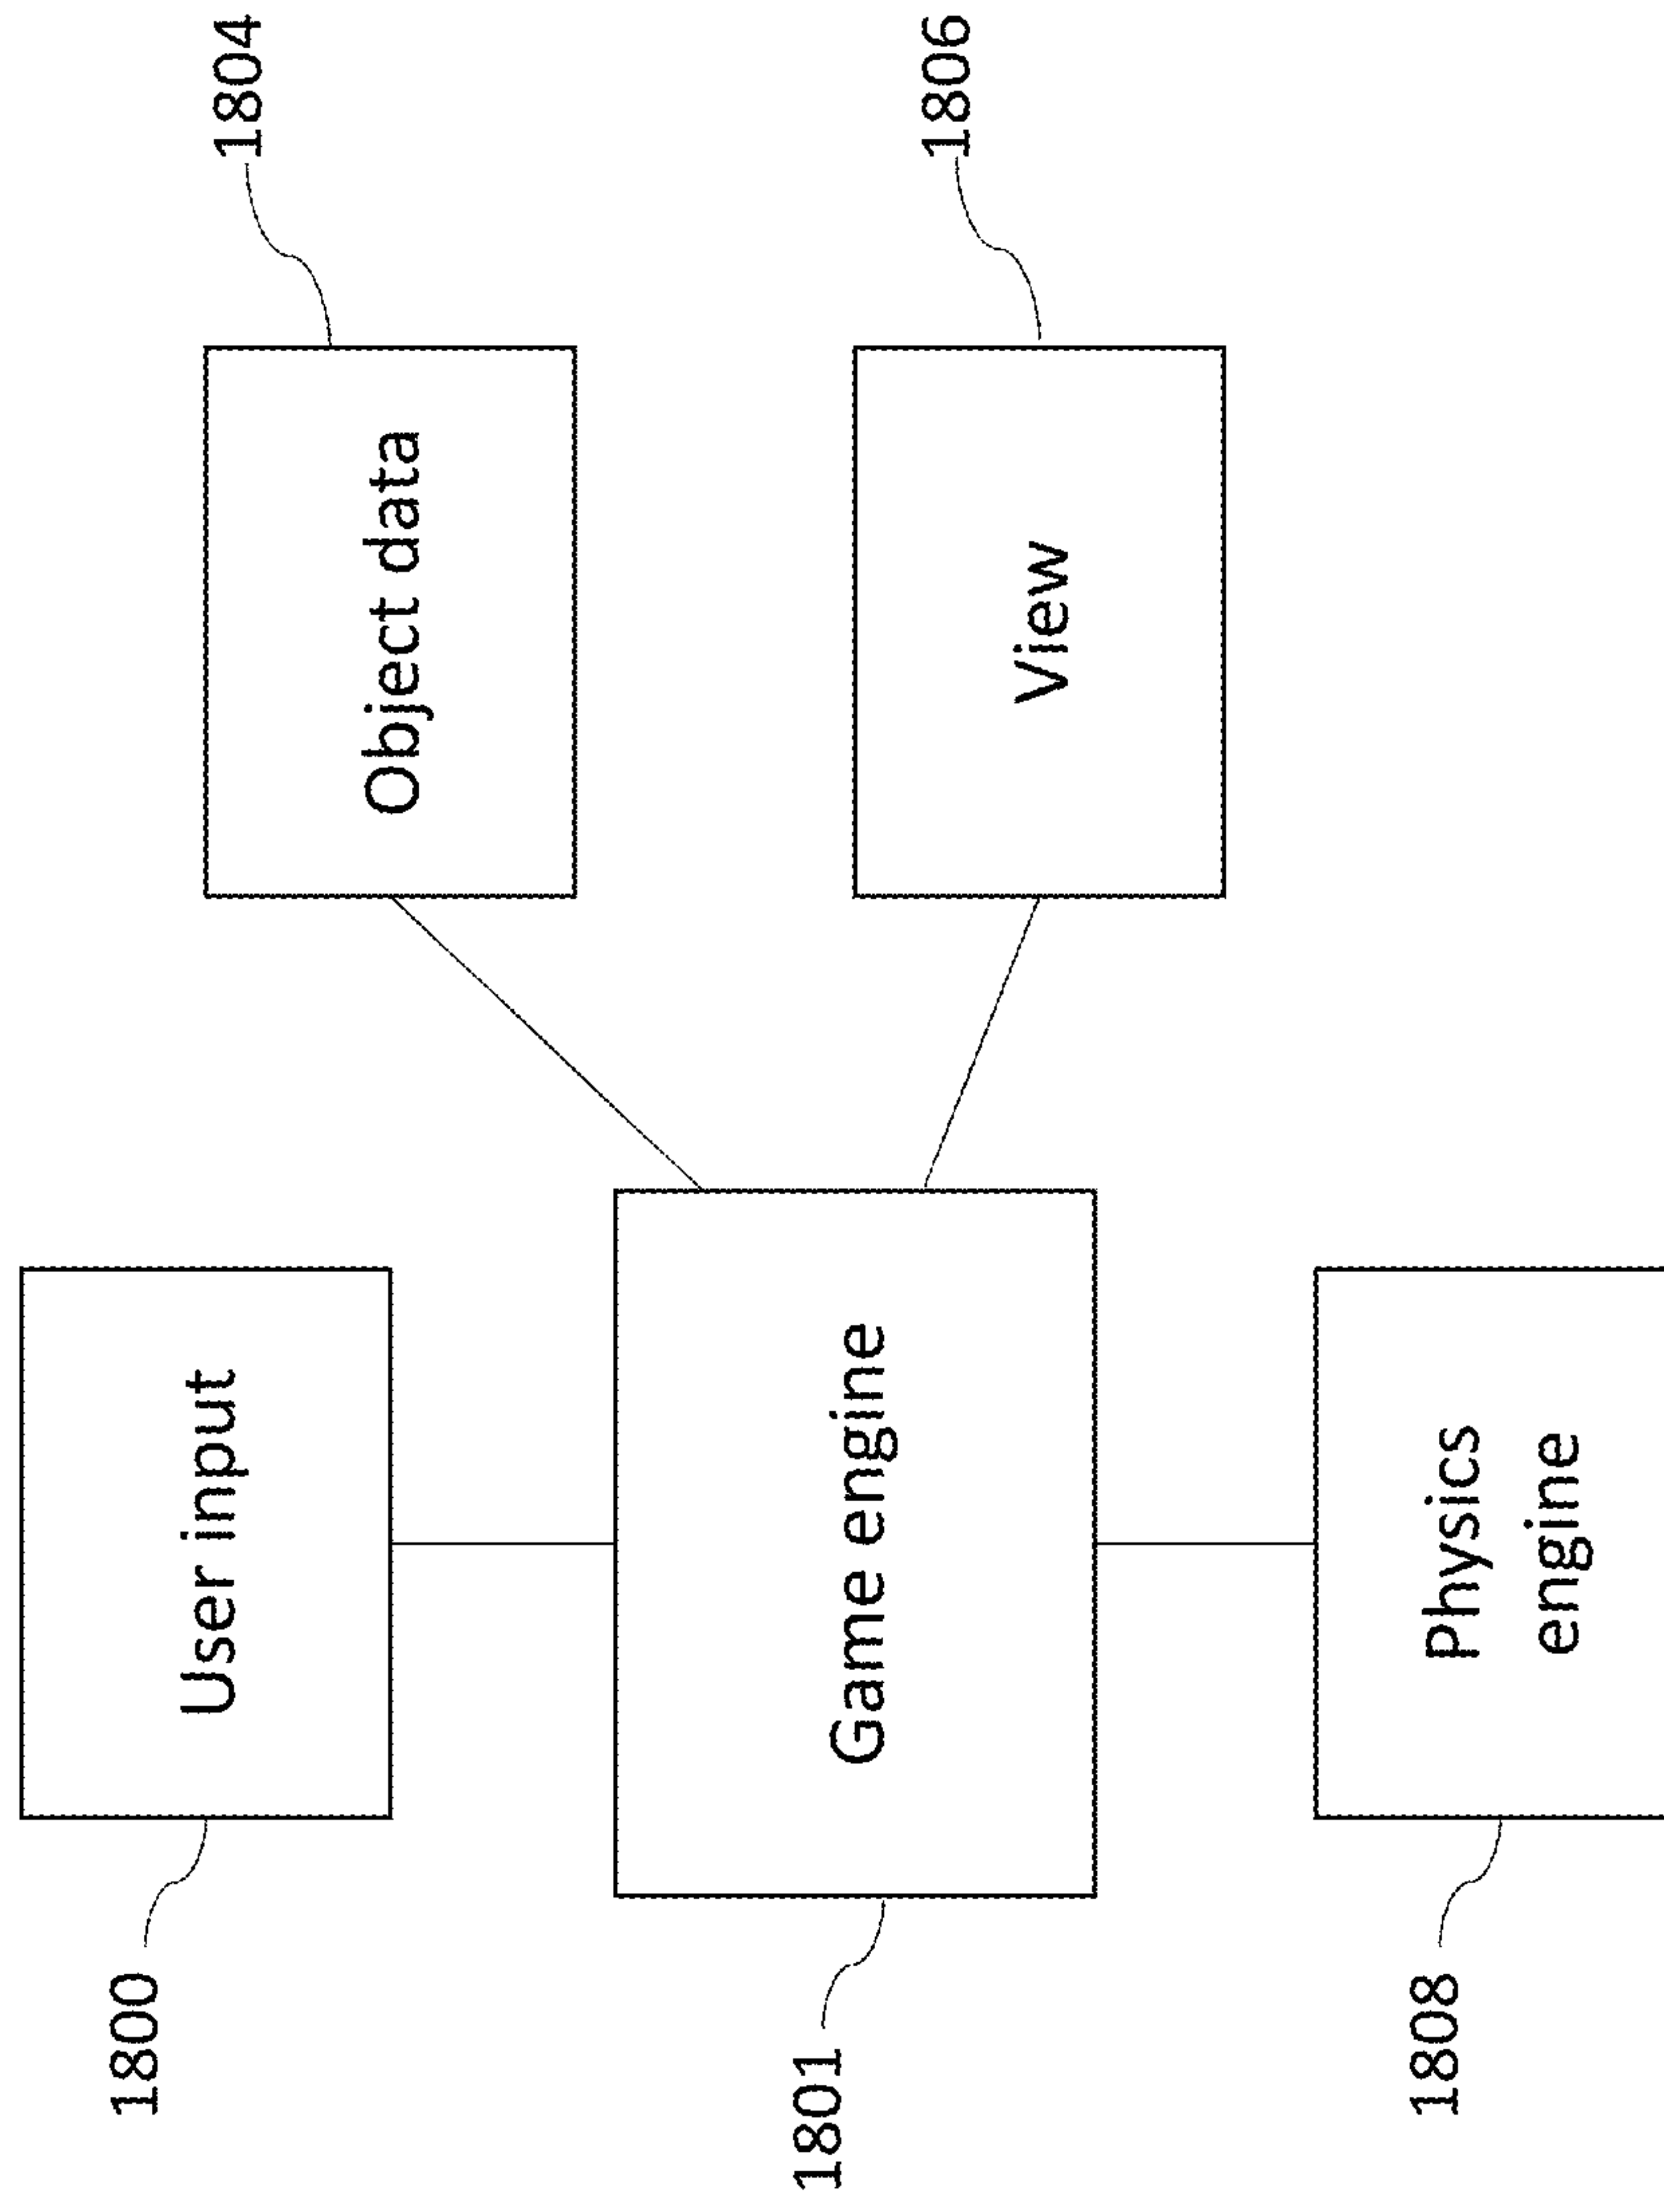 1800
User input
1801
Game engine
1804
Object data
1806
View
1808
Physics
engine